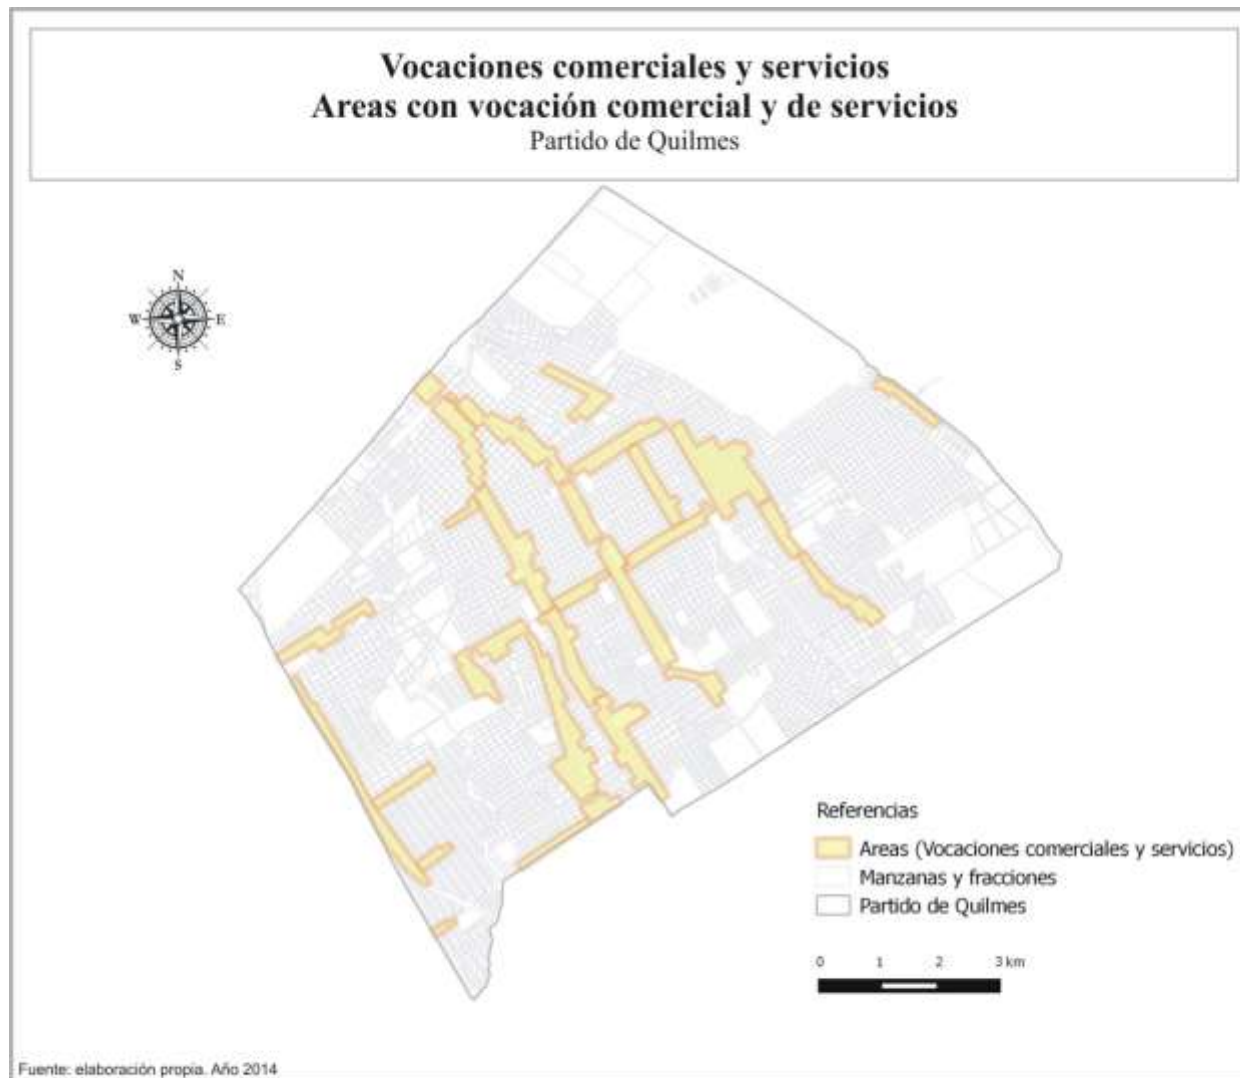 Vocaciones comerciales y servicios
Areas con vocación comercial y de servicios
Partido de Quilmes
N
W
E
S
Referencias
Areas (Vocaciones comerciales y servicios)
Manzanas y fracciones
Partido de Quilmes
0 1 2 3 km
Fuente: elaboración propia. Año 2014